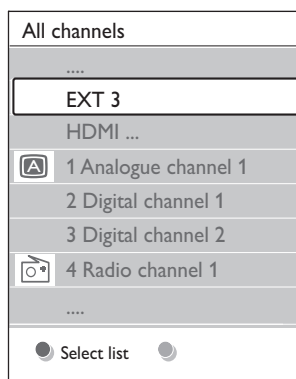 All channels
....
EXT 3
HDMI ...
A 1 Analogue channel 1
2 Digital channel 1
3 Digital channel 2
4 Radio channel 1
....
Select list